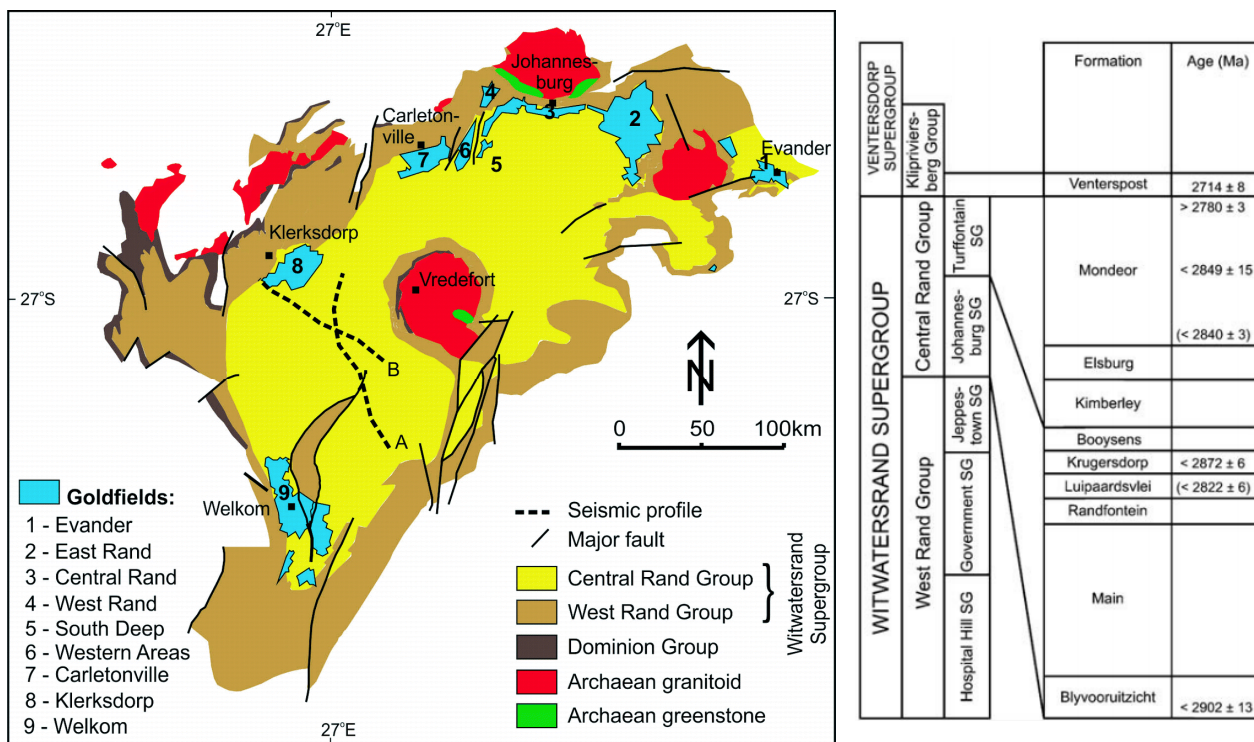 27°E
Johannes-
burg
4
Carleton-
ville
3
2
Evander
1
6
7
5
Klerksdorp
8
Vredefort
27°S
27°S
B
N
A
0 50 100km
9
Welkom
Goldfields:
1 - Evander
2 - East Rand
3 - Central Rand
4 - West Rand
5 - South Deep
6 - Western Areas
7 - Carletonville
8 - Klerksdorp
9 - Welkom
Seismic profile
Major fault
Central Rand Group
West Rand Group
Witwatersrand
Supergroup
Dominion Group
Archaean granitoid
Archaean greenstone
27°E
VENTERSDORP
SUPERGROUP
Klipriviers-
berg Group
WITWATERSRAND SUPERGROUP
Central Rand Group
West Rand Group
Turffontain
SG
Johannes-
burg SG
Jeppes-
town SG
Government SG
Hospital Hill SG
Formation Age (Ma)
Venterspost 2714 ± 8
> 2780 ± 3
Mondeor < 2849 ± 15
(< 2840 ± 3)
Elsburg
Kimberley
Booysens
Krugersdorp < 2872 ± 6
Luipaardsvlei (< 2822 ± 6)
Randfontein
Main
Blyvooruitzicht
< 2902 ± 13